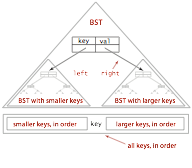 BST
key val
left right
BST with smaller keys BST with larger keys
smaller keys, in order key larger keys, in order
all keys, in order